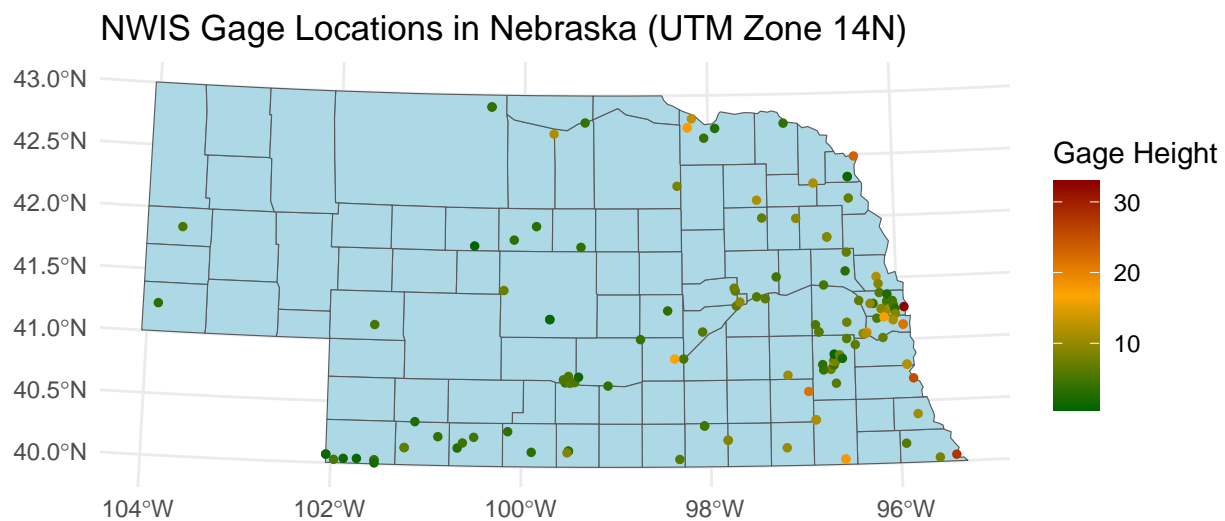 NWIS Gage Locations in Nebraska (UTM Zone 14N)
43.0°N
42.5°N
42.0°N
41.5°N
41.0°N
40.5°N
40.0°N
104°W 102°W 100°W 98°W 96°W
Gage Height
30
20
10